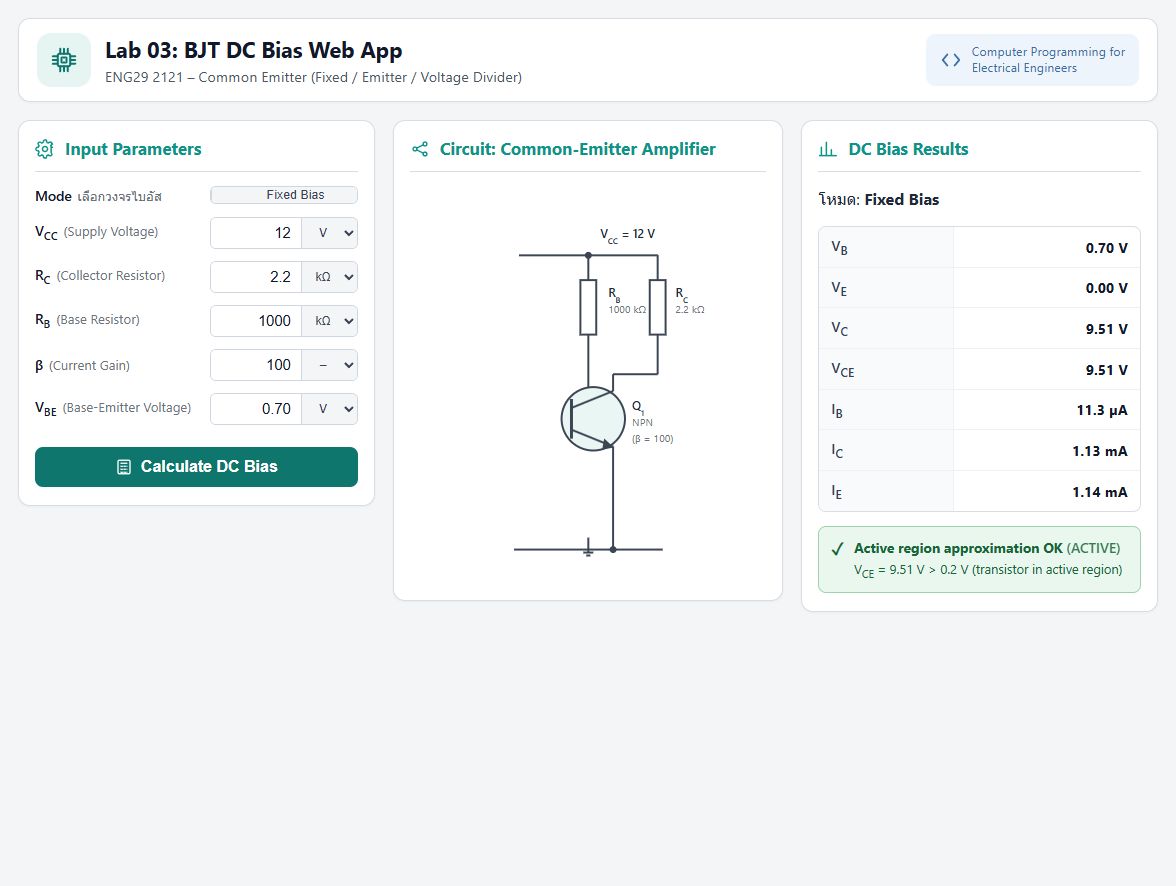 Lab 03: BJT DC Bias Web App
ENG29 2121 – Common Emitter (Fixed / Emitter / Voltage Divider)
Computer Programming for
Electrical Engineers
Input Parameters
Mode เลือกวงจรไบอัส Fixed Bias
VCC (Supply Voltage) 12 V
RC (Collector Resistor) 2.2 kΩ
RB (Base Resistor) 1000 kΩ
β (Current Gain) 100 –
VBE (Base-Emitter Voltage) 0.70 V
Calculate DC Bias
Circuit: Common-Emitter Amplifier
VCC = 12 V
RB
1000 kΩ
RC
2.2 kΩ
Q1
NPN
(β = 100)
DC Bias Results
โหมด: Fixed Bias
VB 0.70 V
VE 0.00 V
VC 9.51 V
VCE 9.51 V
IB 11.3 µA
IC 1.13 mA
IE 1.14 mA
✓ Active region approximation OK (ACTIVE)
VCE = 9.51 V > 0.2 V (transistor in active region)